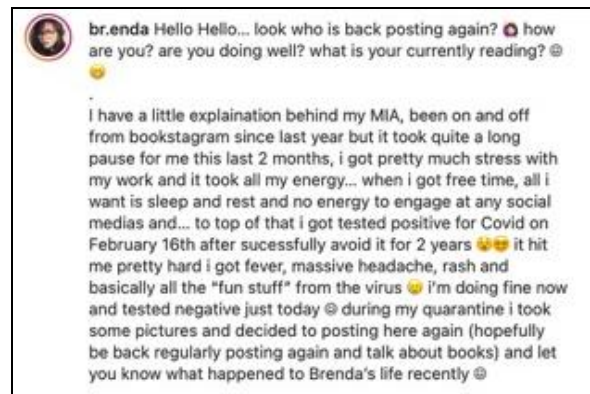 br.enda Hello Hello... look who is back posting again? 🙆🏻‍♀️ how
are you? are you doing well? what is your currently reading? ☺
😚
.
I have a little explaination behind my MIA, been on and off
from bookstagram since last year but it took quite a long
pause for me this last 2 months, i got pretty much stress with
my work and it took all my energy... when i got free time, all i
want is sleep and rest and no energy to engage at any social
medias and... to top of that i got tested positive for Covid on
February 16th after sucessfully avoid it for 2 years 😪😷 it hit
me pretty hard i got fever, massive headache, rash and
basically all the "fun stuff" from the virus 🥲 i'm doing fine now
and tested negative just today ☺ during my quarantine i took
some pictures and decided to posting here again (hopefully
be back regularly posting again and talk about books) and let
you know what happened to Brenda's life recently ☺